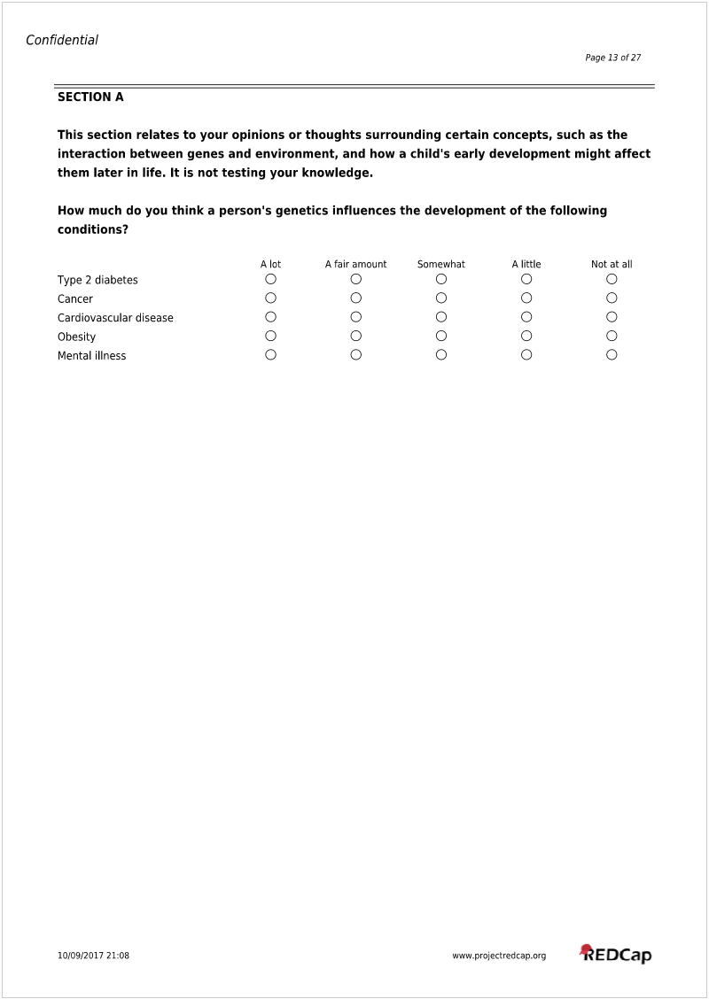 Confidential
Page 13 of 27
SECTION A
This section relates to your opinions or thoughts surrounding certain concepts, such as the
interaction between genes and environment, and how a child's early development might affect
them later in life. It is not testing your knowledge.
How much do you think a person's genetics influences the development of the following
conditions?
A lot A fair amount Somewhat A little Not at all
Type 2 diabetes
Cancer
Cardiovascular disease
Obesity
Mental illness
10/09/2017 21:08 www.projectredcap.org REDCap